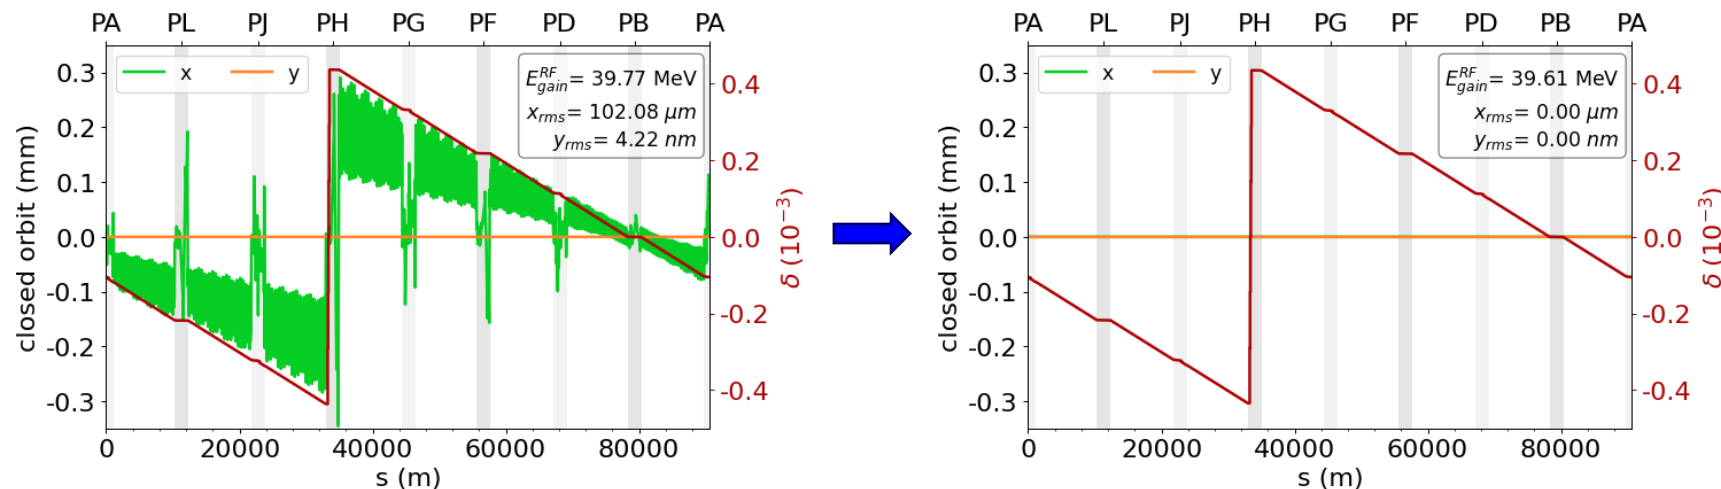 PA PL PJ PH PG PF PD PB PA
x y
E_gain^RF= 39.77 MeV
x_rms= 102.08 μm
y_rms= 4.22 nm
closed orbit (mm)
0.3
0.2
0.1
0.0
-0.1
-0.2
-0.3
0.4
0.2
0.0
-0.2
-0.4
δ (10^-3)
0 20000 40000 60000 80000
s (m)
PA PL PJ PH PG PF PD PB PA
x y
E_gain^RF= 39.61 MeV
x_rms= 0.00 μm
y_rms= 0.00 nm
closed orbit (mm)
0.3
0.2
0.1
0.0
-0.1
-0.2
-0.3
0.4
0.2
0.0
-0.2
-0.4
δ (10^-3)
0 20000 40000 60000 80000
s (m)